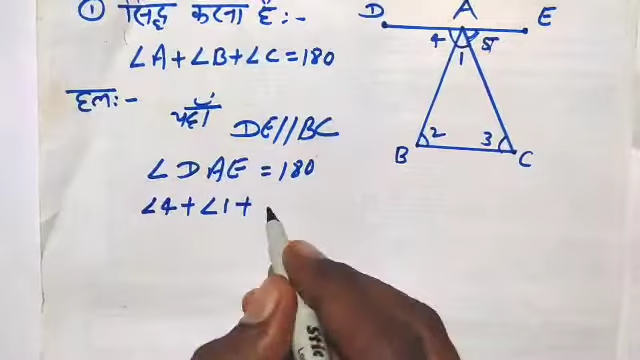 ① सिद्ध करना है:-
∠A+∠B+∠C=180
हल:-
यहाँ DE//BC
∠DAE=180
∠4+∠1+
D A E
4 1 5
2 3
B C